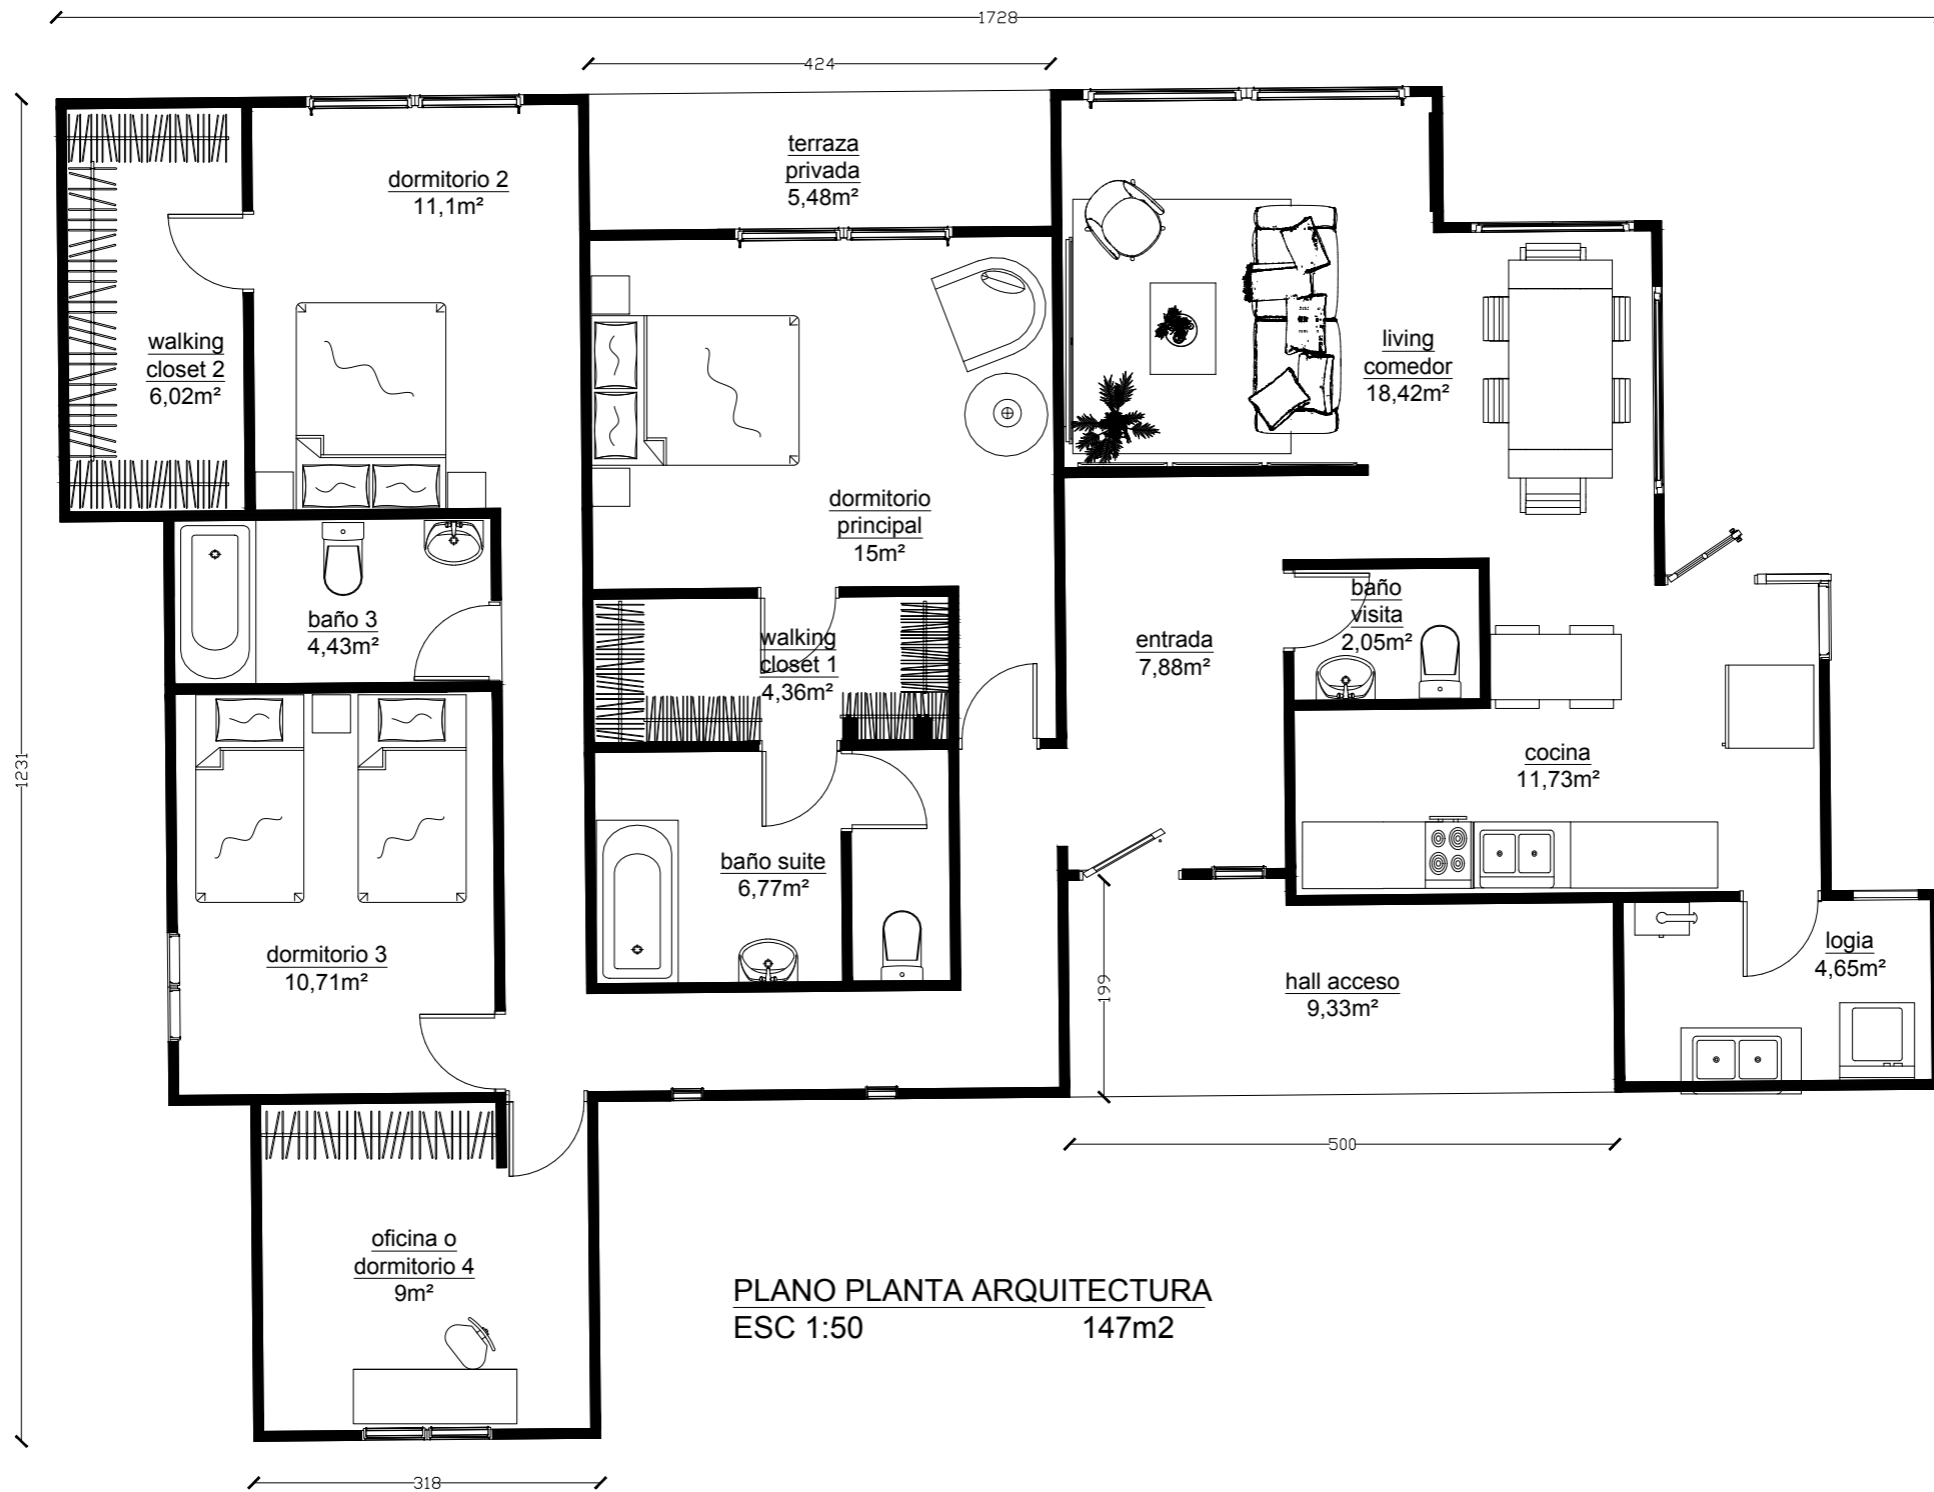 1728
424
terraza
privada
5,48m²
dormitorio 2
11,1m²
walking
closet 2
6,02m²
living
comedor
18,42m²
dormitorio
principal
15m²
baño 3
4,43m²
walking
closet 1
4,36m²
entrada
7,88m²
baño
visita
2,05m²
cocina
11,73m²
1231
baño suite
6,77m²
dormitorio 3
10,71m²
199
hall acceso
9,33m²
logia
4,65m²
500
oficina o
dormitorio 4
9m²
PLANO PLANTA ARQUITECTURA
ESC 1:50 147m2
318